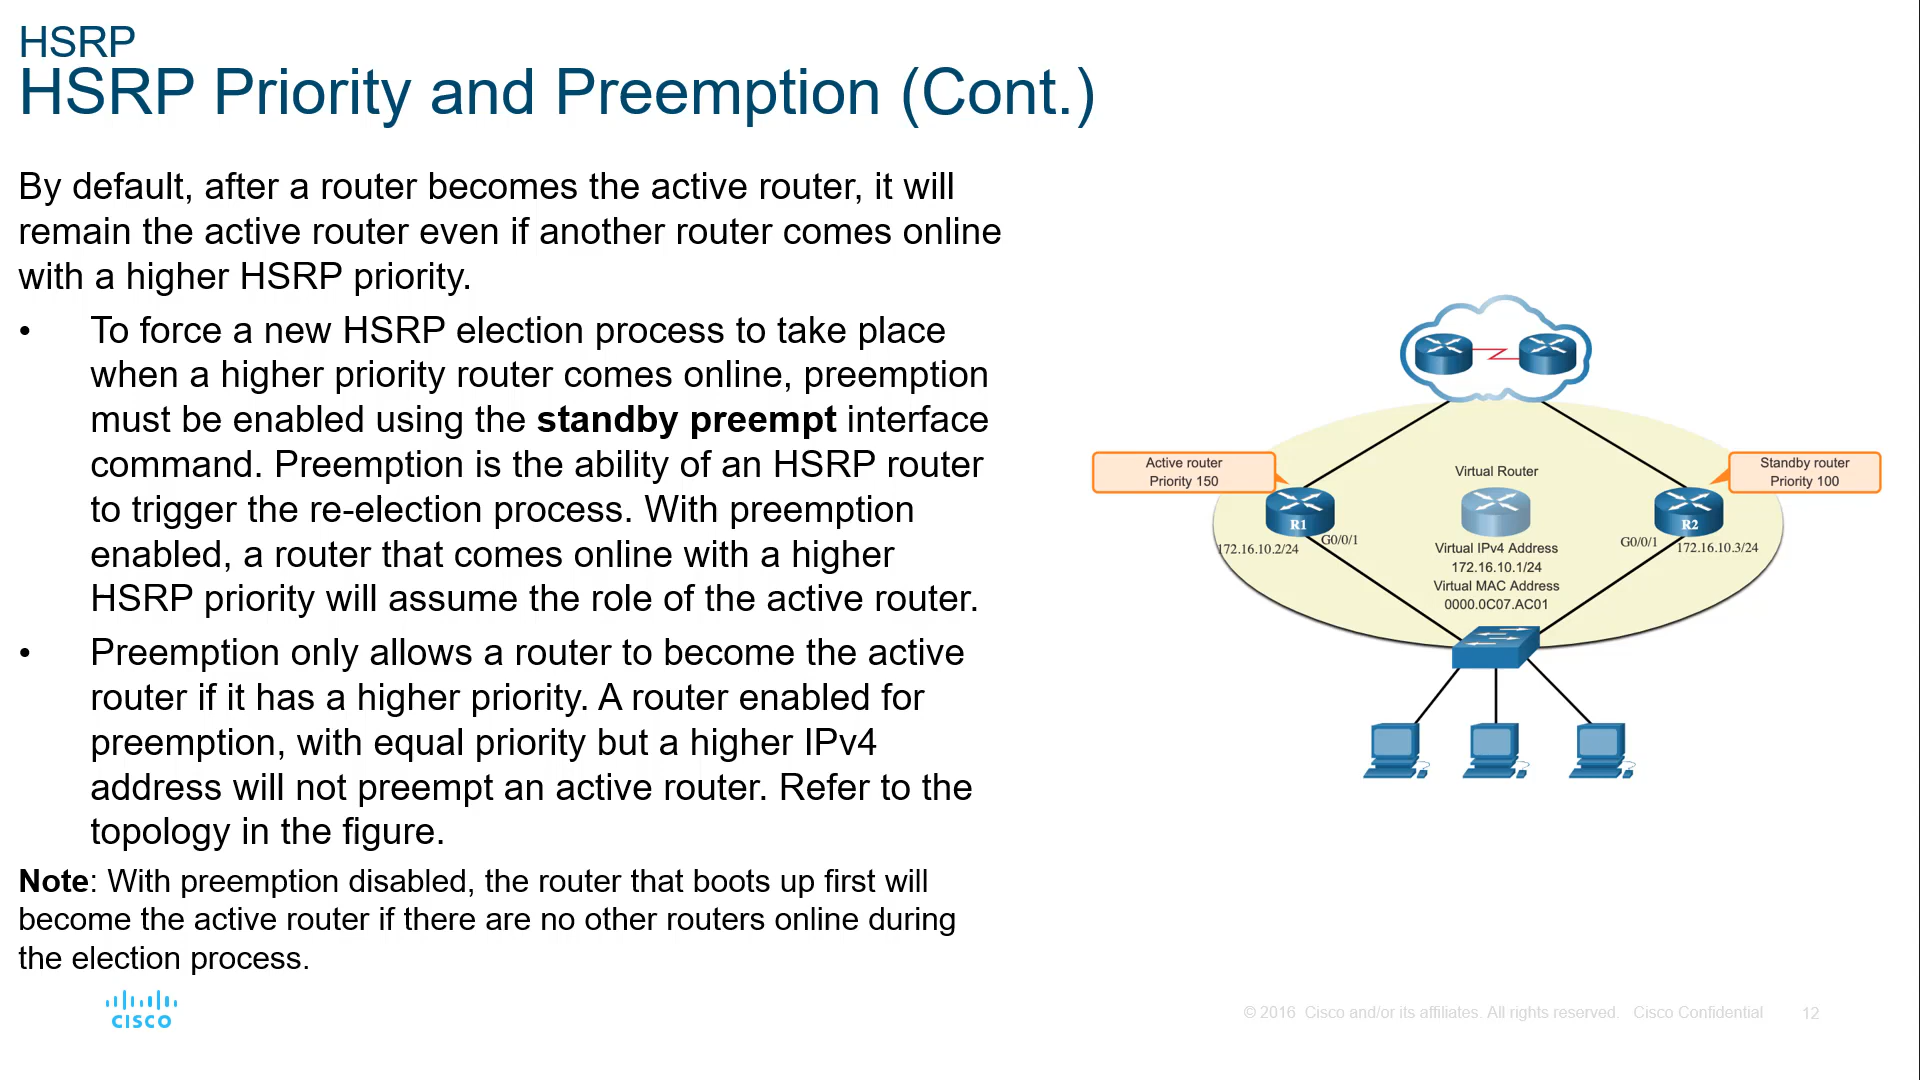 HSRP
HSRP Priority and Preemption (Cont.)
By default, after a router becomes the active router, it will
remain the active router even if another router comes online
with a higher HSRP priority.
• To force a new HSRP election process to take place
when a higher priority router comes online, preemption
must be enabled using the standby preempt interface
command. Preemption is the ability of an HSRP router
to trigger the re-election process. With preemption
enabled, a router that comes online with a higher
HSRP priority will assume the role of the active router.
• Preemption only allows a router to become the active
router if it has a higher priority. A router enabled for
preemption, with equal priority but a higher IPv4
address will not preempt an active router. Refer to the
topology in the figure.
Note: With preemption disabled, the router that boots up first will
become the active router if there are no other routers online during
the election process.
Active router
Priority 150
Virtual Router
Standby router
Priority 100
R1
R2
172.16.10.2/24
G0/0/1
G0/0/1
172.16.10.3/24
Virtual IPv4 Address
172.16.10.1/24
Virtual MAC Address
0000.0C07.AC01
CISCO
© 2016 Cisco and/or its affiliates. All rights reserved. Cisco Confidential
12